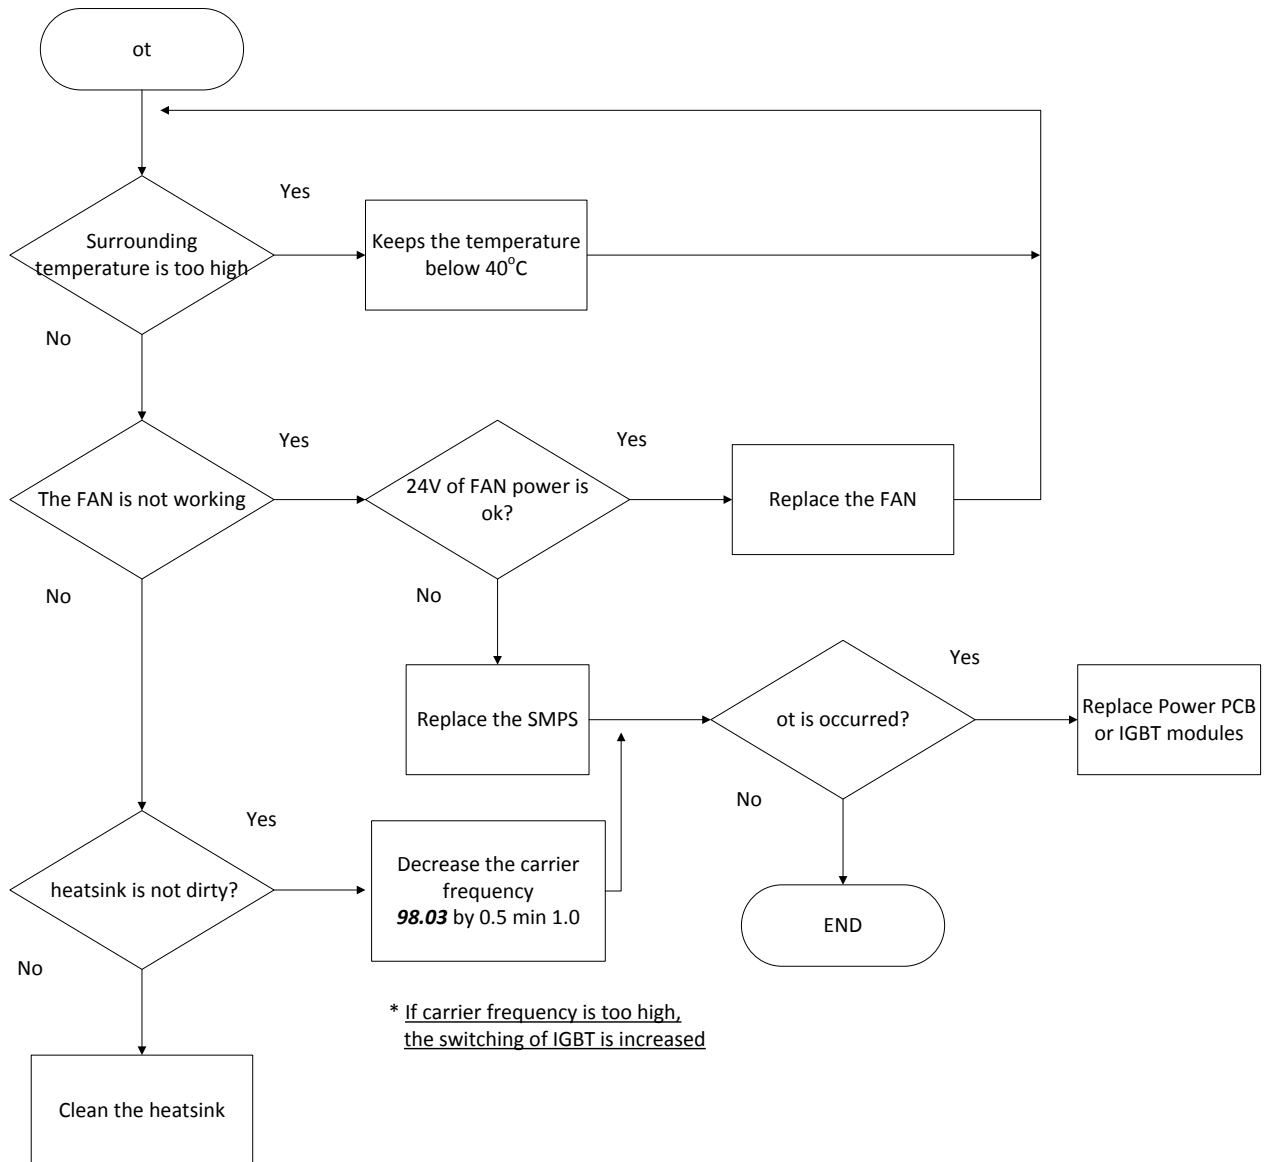 ot
Yes
Surrounding
temperature is too high
Keeps the temperature
below 40°C
No
Yes
The FAN is not working
24V of FAN power is
ok?
Yes
Replace the FAN
No
No
Replace the SMPS
ot is occurred?
Yes
Replace Power PCB
or IGBT modules
No
Yes
heatsink is not dirty?
Decrease the carrier
frequency
98.03 by 0.5 min 1.0
END
No
* If carrier frequency is too high,
the switching of IGBT is increased
Clean the heatsink